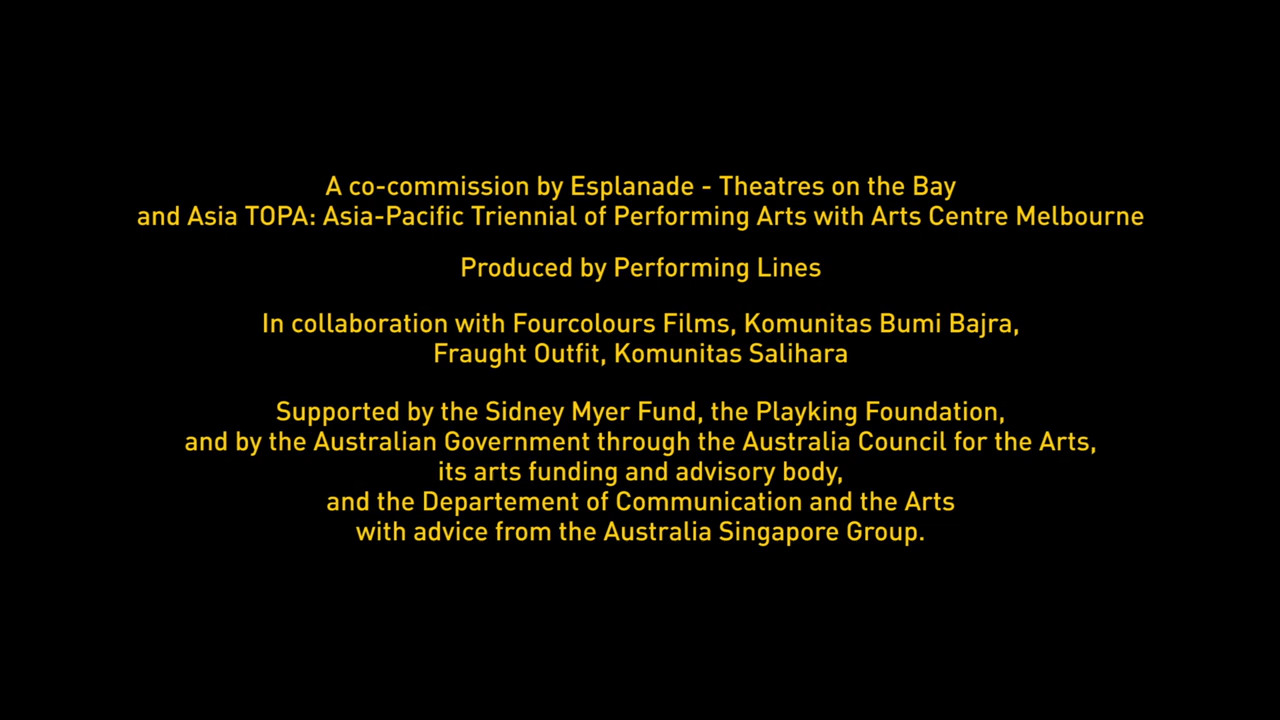 A co-commission by Esplanade - Theatres on the Bay
and Asia TOPA: Asia-Pacific Triennial of Performing Arts with Arts Centre Melbourne
Produced by Performing Lines
In collaboration with Fourcolours Films, Komunitas Bumi Bajra,
Fraught Outfit, Komunitas Salihara
Supported by the Sidney Myer Fund, the Playking Foundation,
and by the Australian Government through the Australia Council for the Arts,
its arts funding and advisory body,
and the Departement of Communication and the Arts
with advice from the Australia Singapore Group.